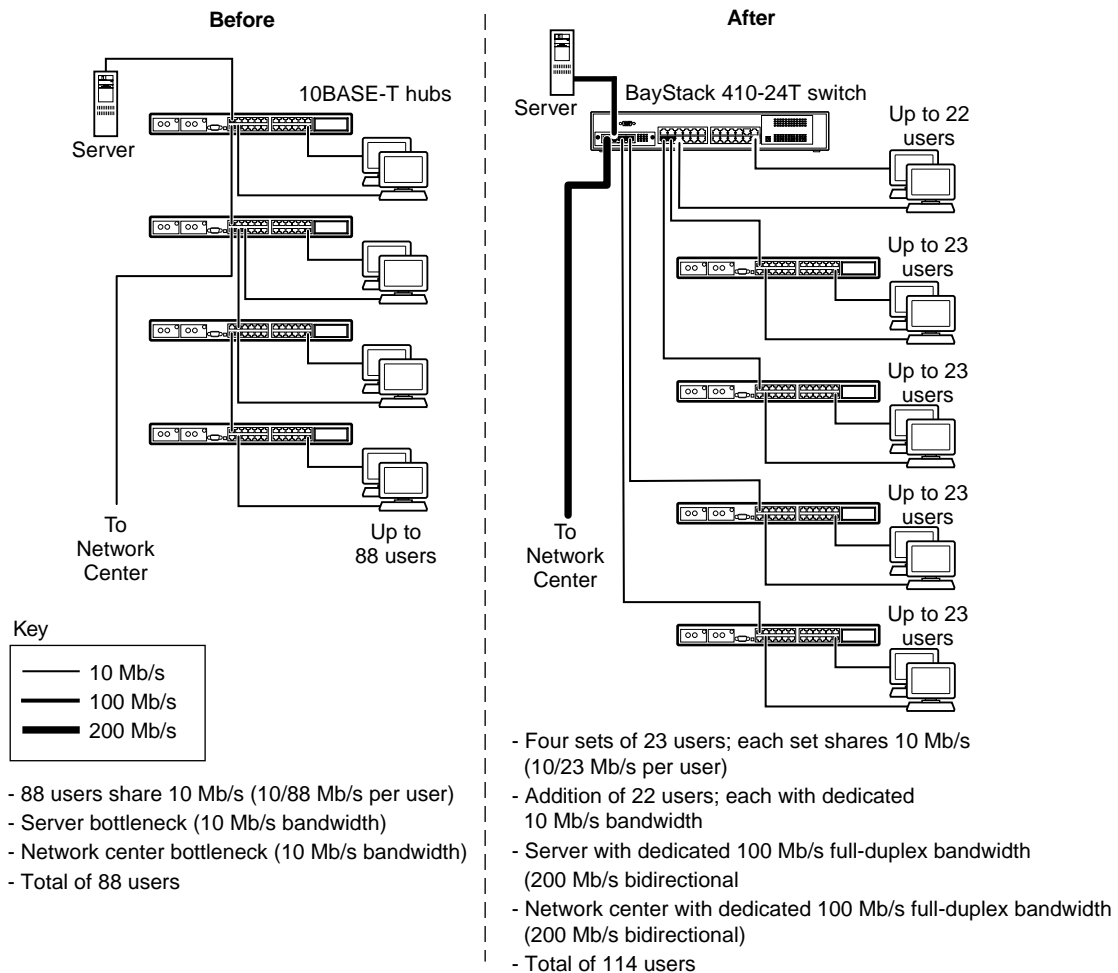 Before
Server
10BASE-T hubs
To
Network
Center
Up to
88 users
Key
10 Mb/s
100 Mb/s
200 Mb/s
- 88 users share 10 Mb/s (10/88 Mb/s per user)
- Server bottleneck (10 Mb/s bandwidth)
- Network center bottleneck (10 Mb/s bandwidth)
- Total of 88 users
After
Server
BayStack 410-24T switch
Up to 22
users
Up to 23
users
Up to 23
users
Up to 23
users
Up to 23
users
To
Network
Center
- Four sets of 23 users; each set shares 10 Mb/s
(10/23 Mb/s per user)
- Addition of 22 users; each with dedicated
10 Mb/s bandwidth
- Server with dedicated 100 Mb/s full-duplex bandwidth
(200 Mb/s bidirectional
- Network center with dedicated 100 Mb/s full-duplex bandwidth
(200 Mb/s bidirectional)
- Total of 114 users